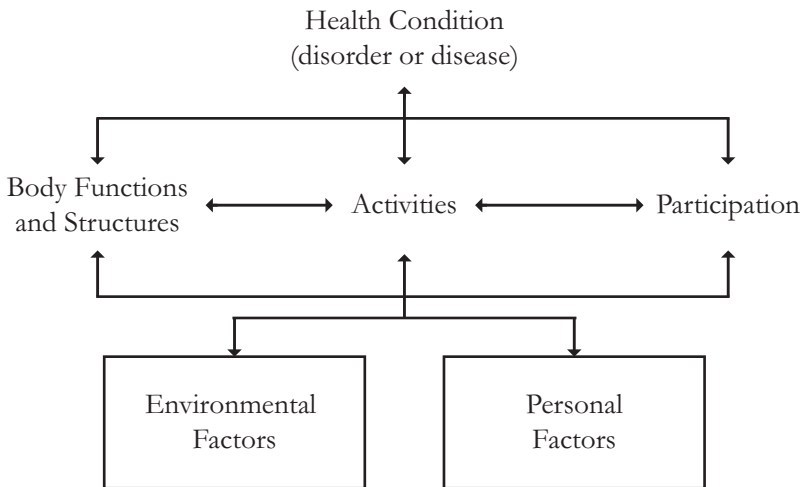 Health Condition
(disorder or disease)
Body Functions
and Structures
Activities
Participation
Environmental
Factors
Personal
Factors